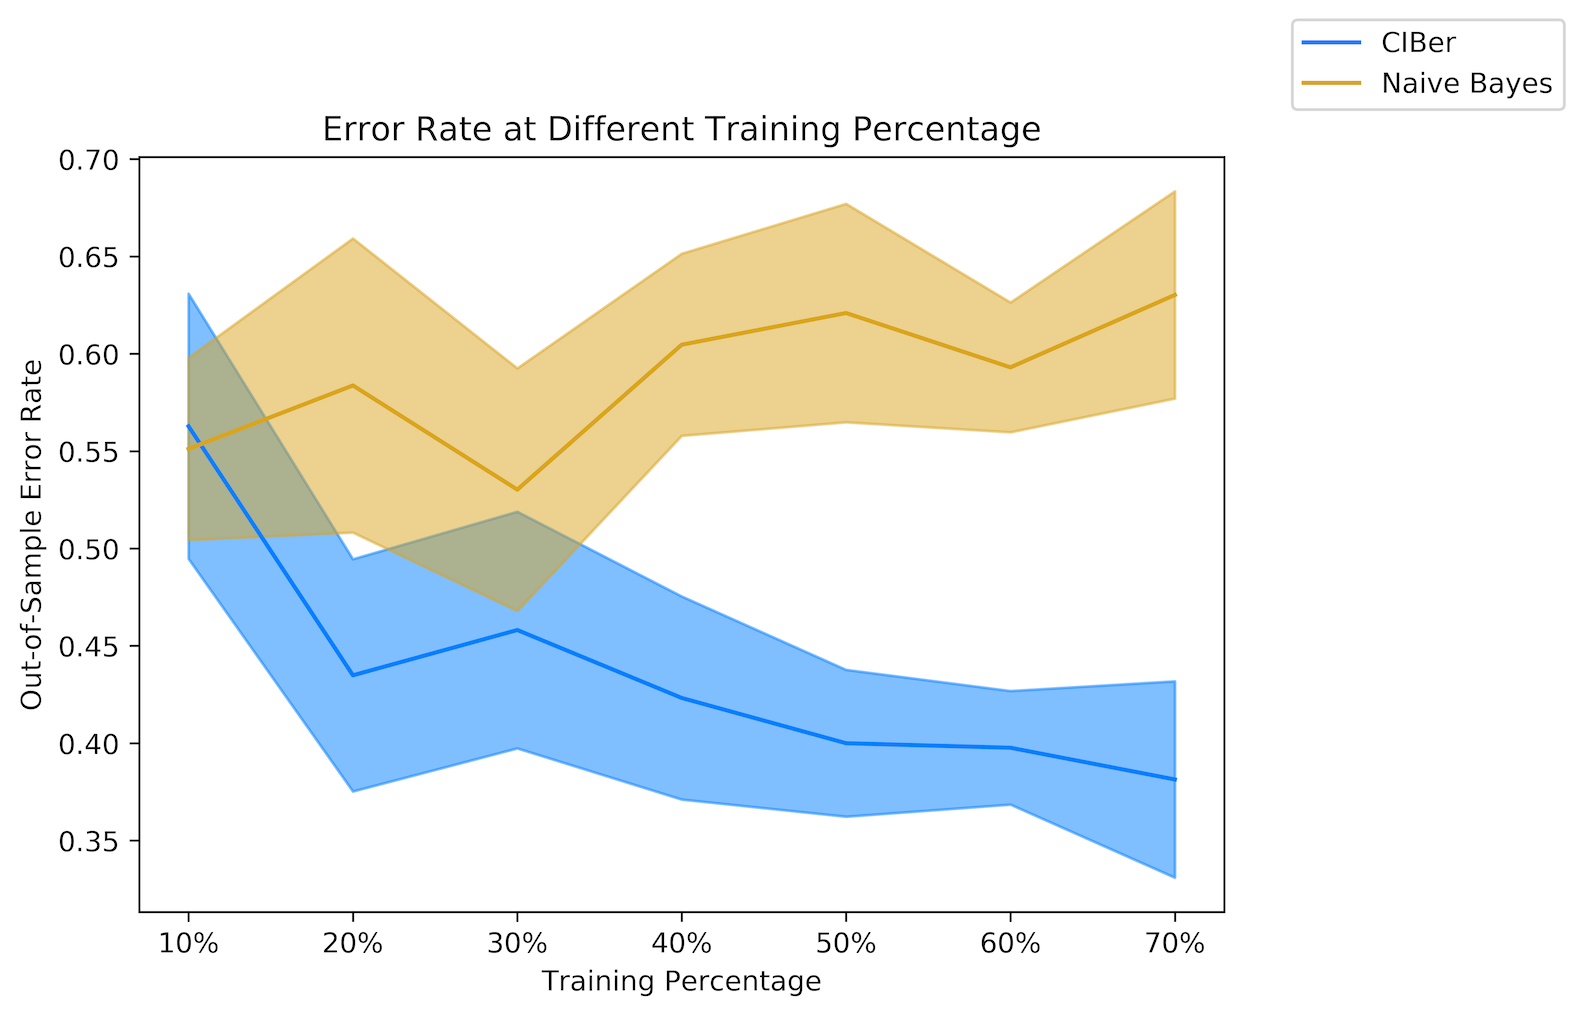 CIBer
Naive Bayes
Error Rate at Different Training Percentage
0.70
0.65
0.60
0.55
0.50
0.45
0.40
0.35
Out-of-Sample Error Rate
10% 20% 30% 40% 50% 60% 70%
Training Percentage